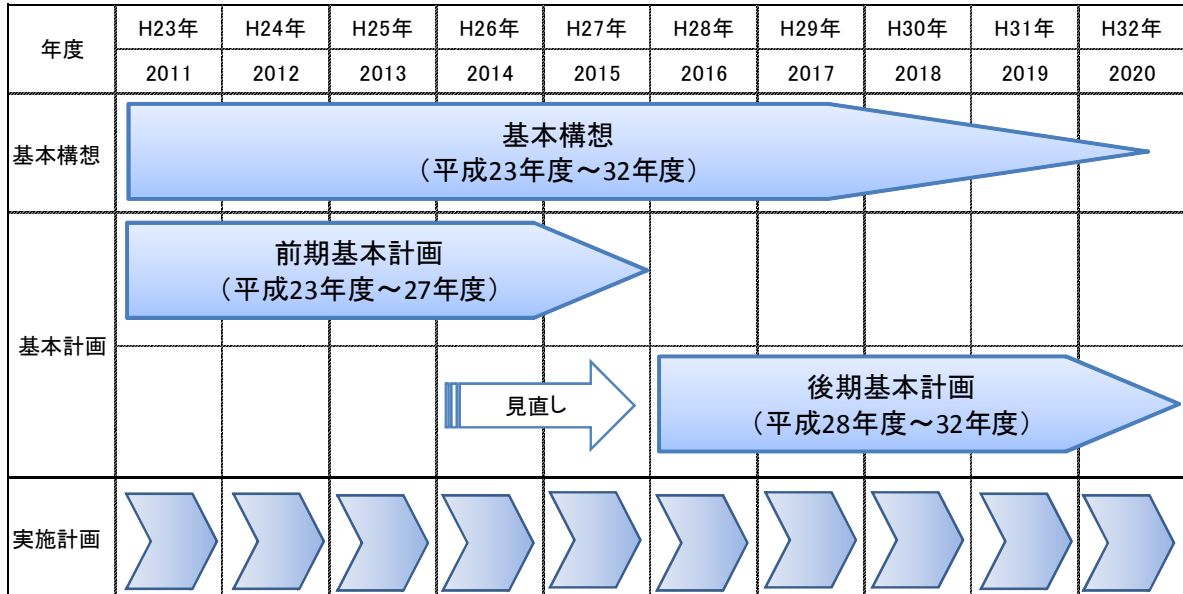 年度
H23年 H24年 H25年 H26年 H27年 H28年 H29年 H30年 H31年 H32年
2011 2012 2013 2014 2015 2016 2017 2018 2019 2020
基本構想
基本構想
（平成23年度～32年度）
基本計画
前期基本計画
（平成23年度～27年度）
見直し
後期基本計画
（平成28年度～32年度）
実施計画